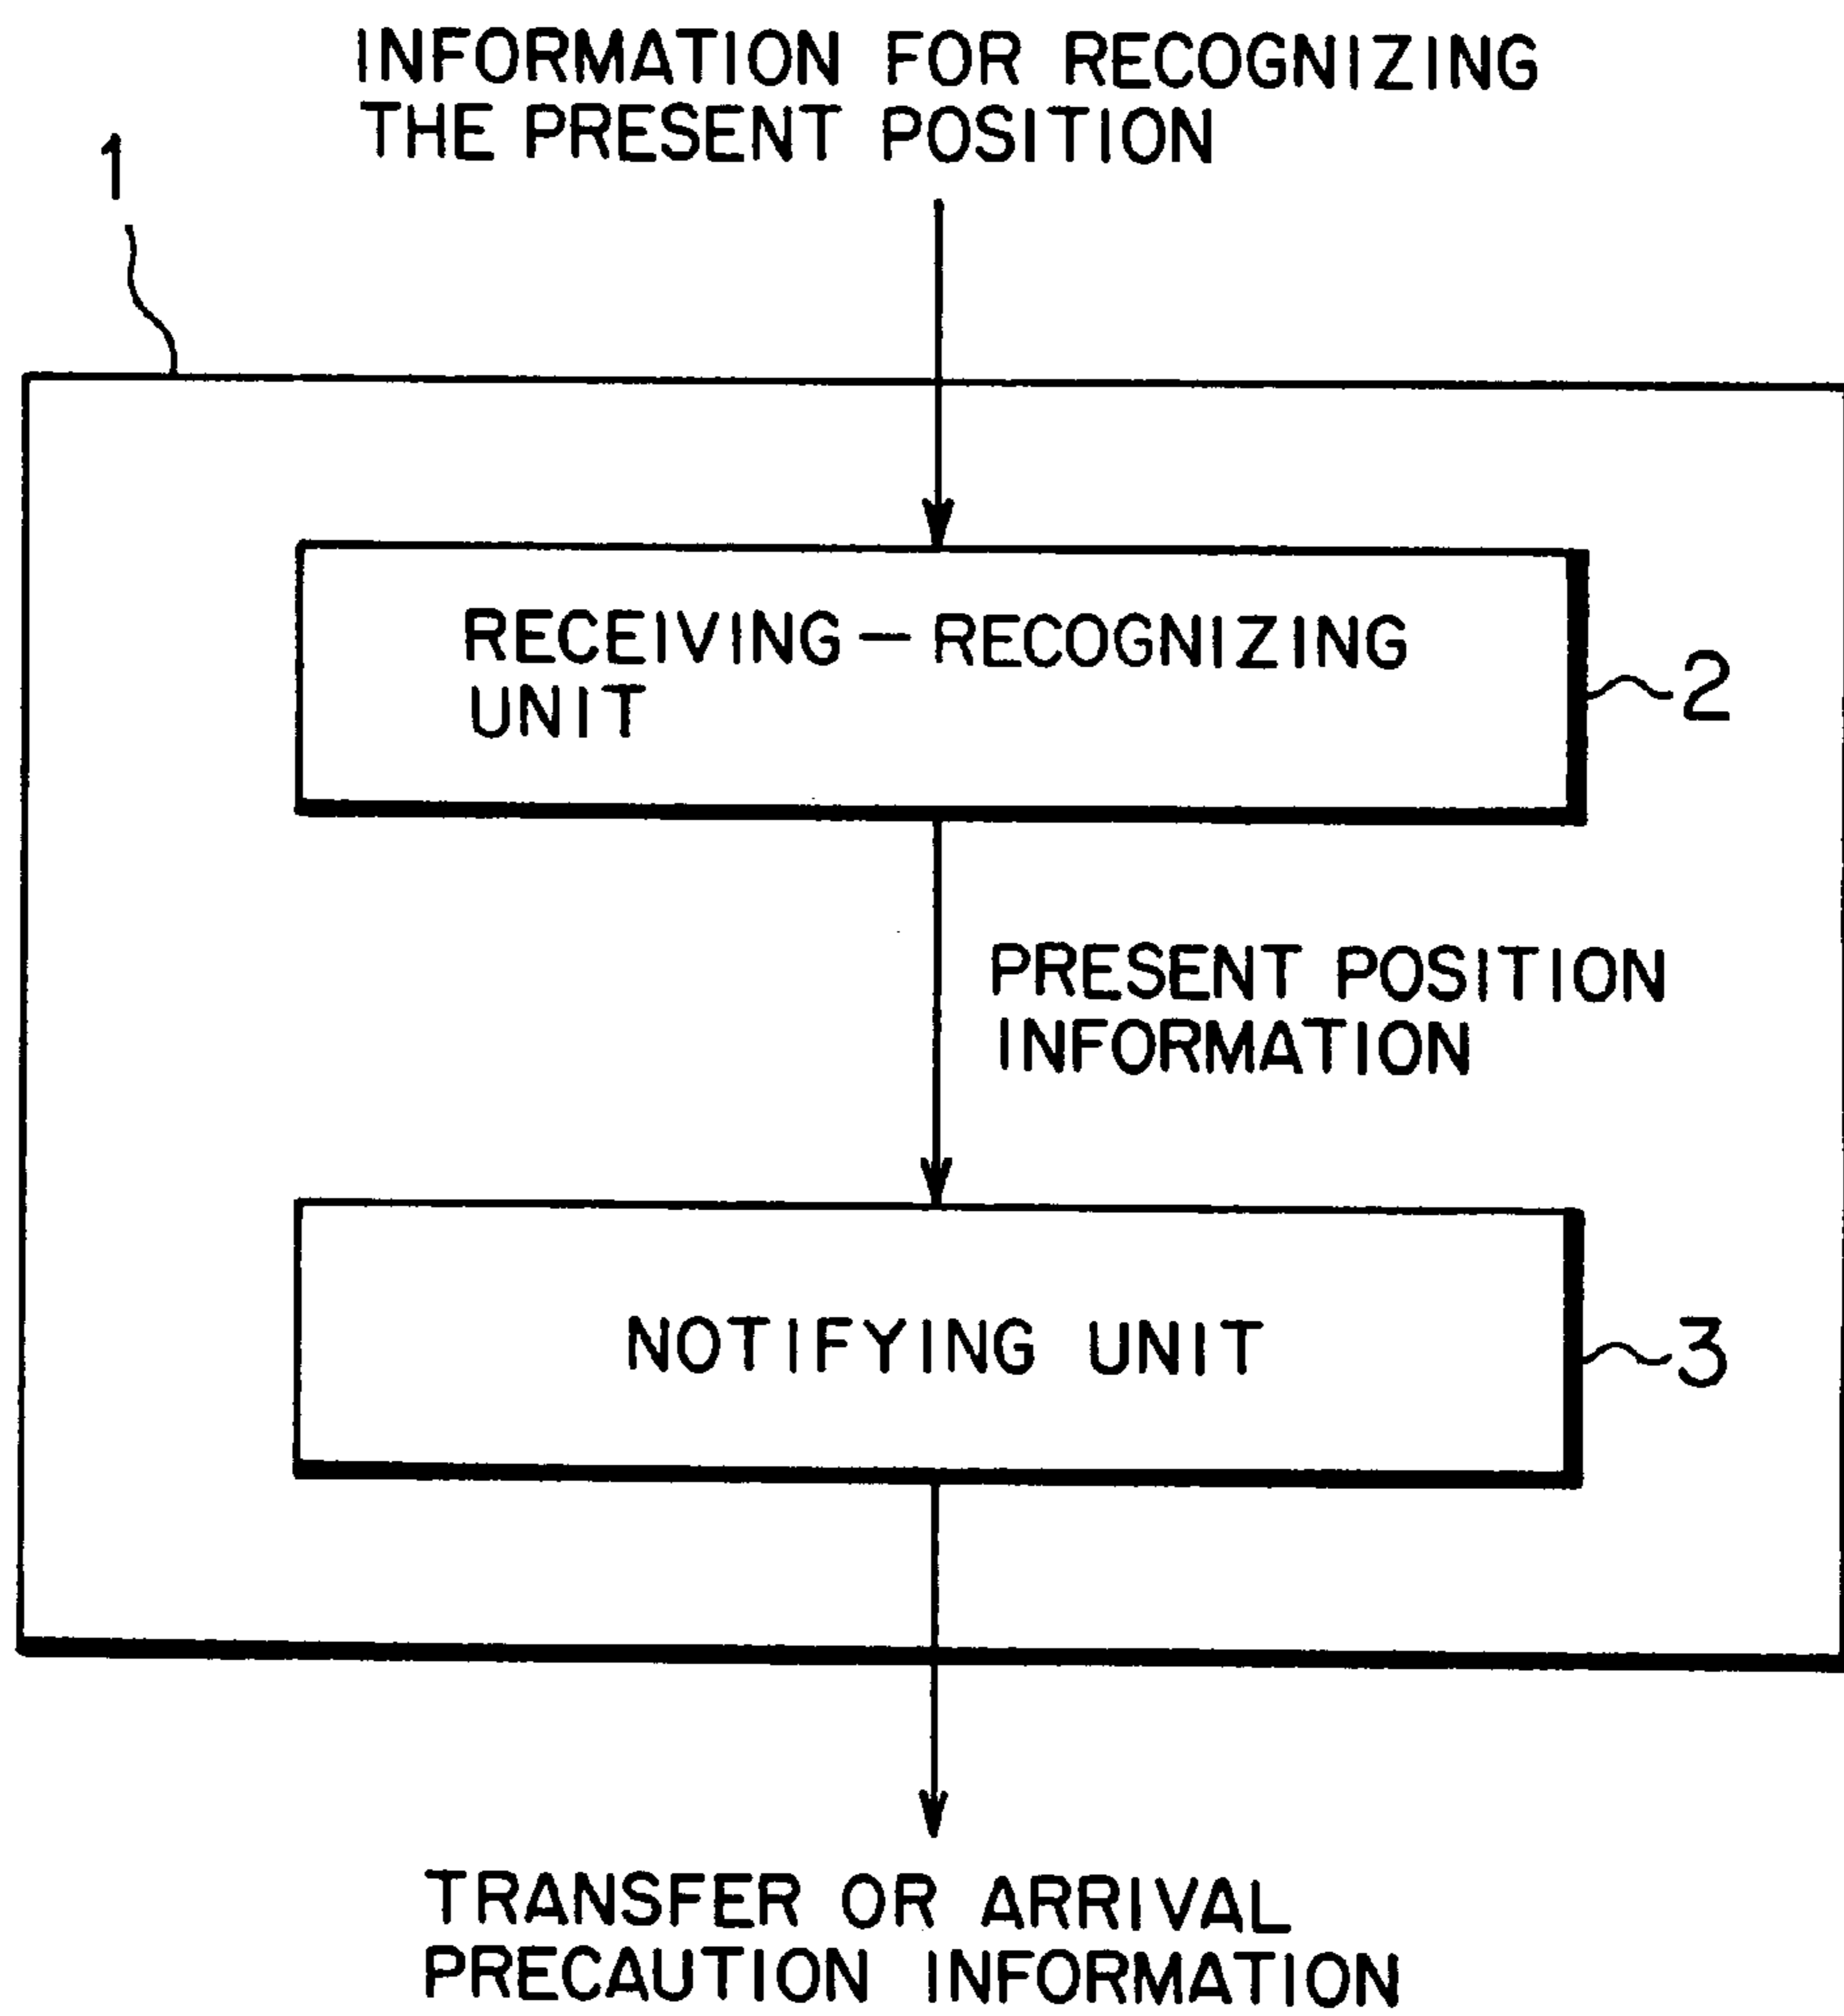 INFORMATION FOR RECOGNIZING
THE PRESENT POSITION
1
RECEIVING-RECOGNIZING
UNIT
2
PRESENT POSITION
INFORMATION
NOTIFYING UNIT
3
TRANSFER OR ARRIVAL
PRECAUTION INFORMATION